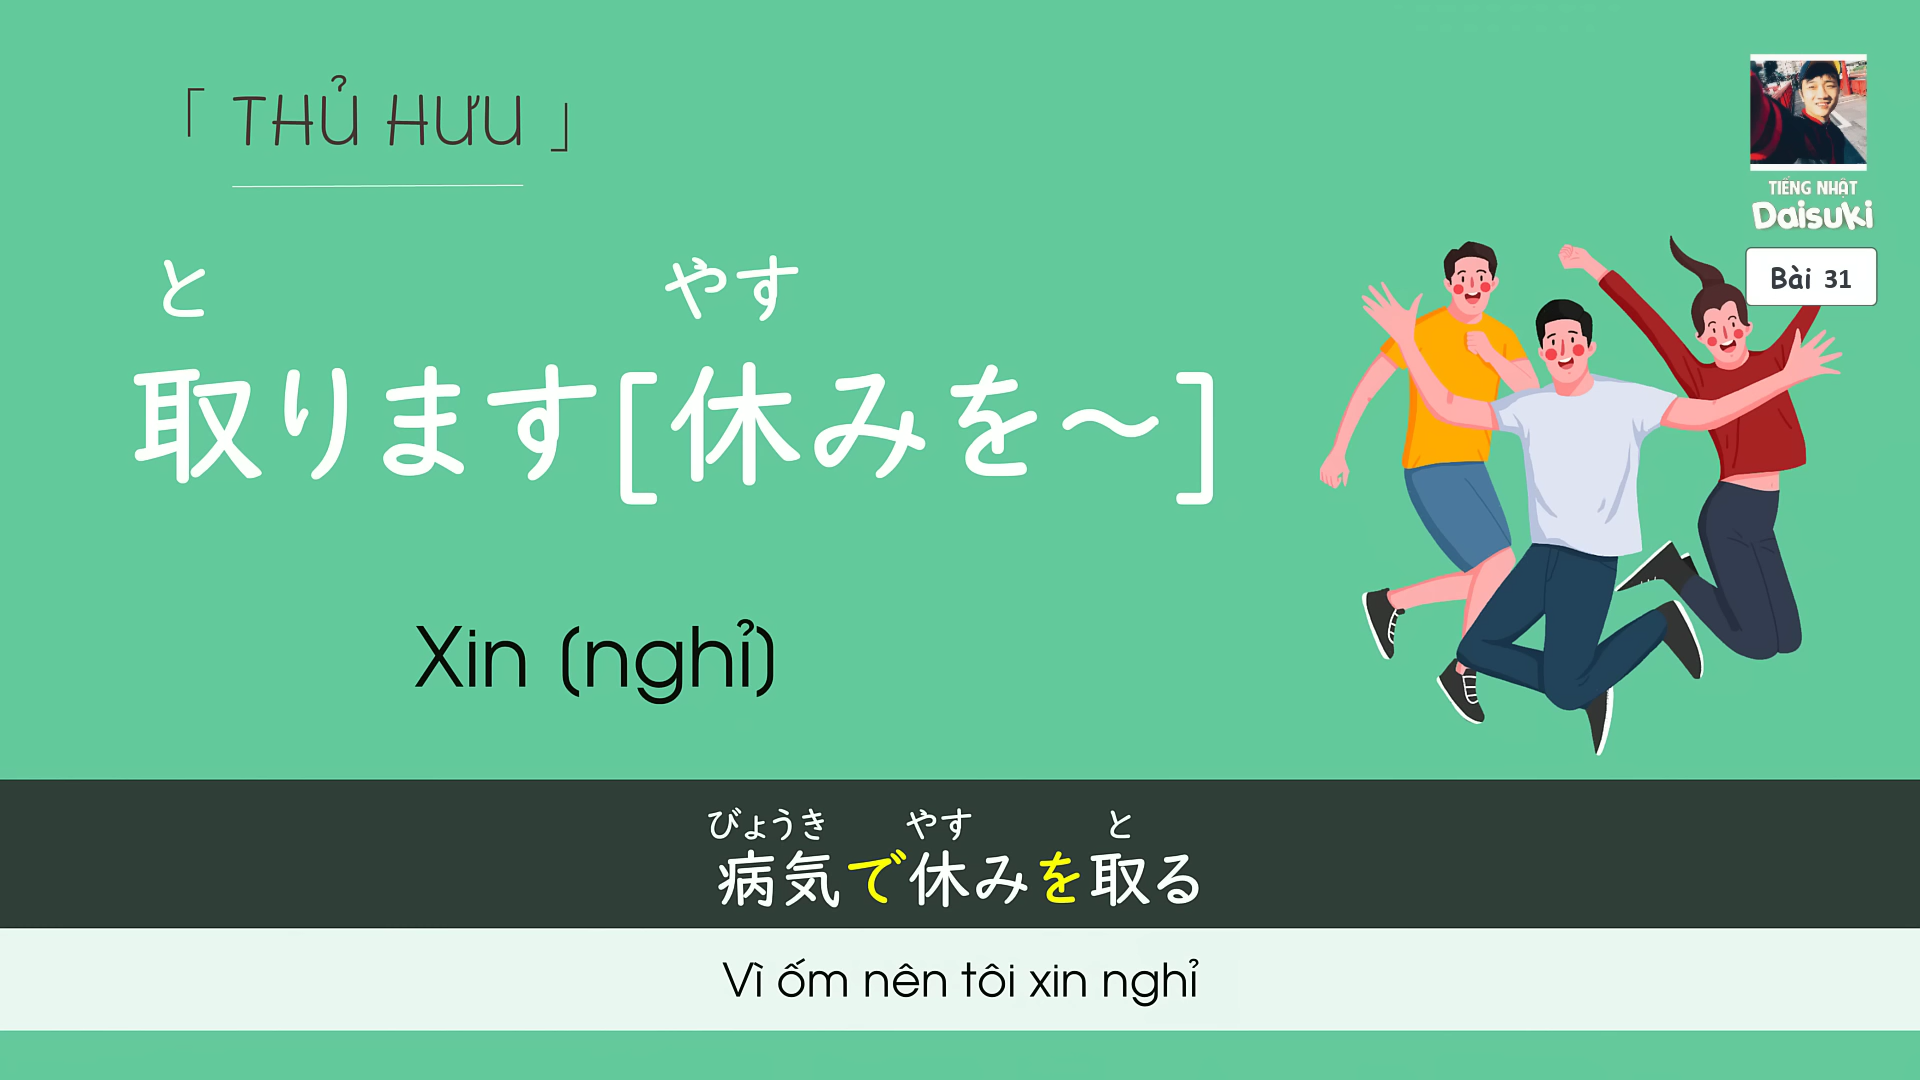 「 THỦ HƯU 」
TIẾNG NHẬT
Daisuki
Bài 31
と やす
取ります[休みを～]
Xin (nghỉ)
びょうき やす と
病気で休みを取る
Vì ốm nên tôi xin nghỉ